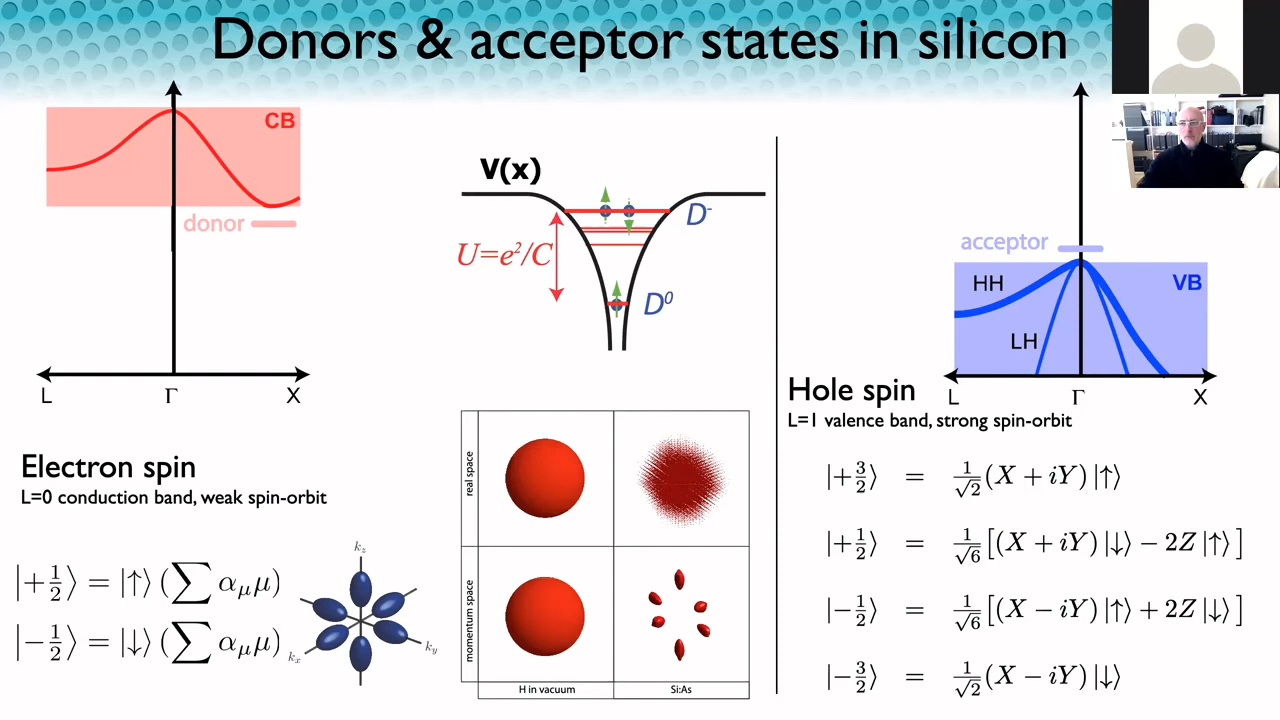 Donors & acceptor states in silicon
CB
donor
L Γ X
V(x)
D⁻
U=e²/C
D⁰
acceptor
HH
VB
LH
L Γ X
Electron spin
L=0 conduction band, weak spin-orbit
|+1/2⟩ = |↑⟩ (∑ α_μ μ)
|−1/2⟩ = |↓⟩ (∑ α_μ μ)
k_z
k_x
k_y
real space
momentum space
H in vacuum
Si:As
Hole spin
L=1 valence band, strong spin-orbit
|+3/2⟩ = 1/√2 (X + iY) |↑⟩
|+1/2⟩ = 1/√6 [(X + iY) |↓⟩ − 2Z |↑⟩]
|−1/2⟩ = 1/√6 [(X − iY) |↑⟩ + 2Z |↓⟩]
|−3/2⟩ = 1/√2 (X − iY) |↓⟩